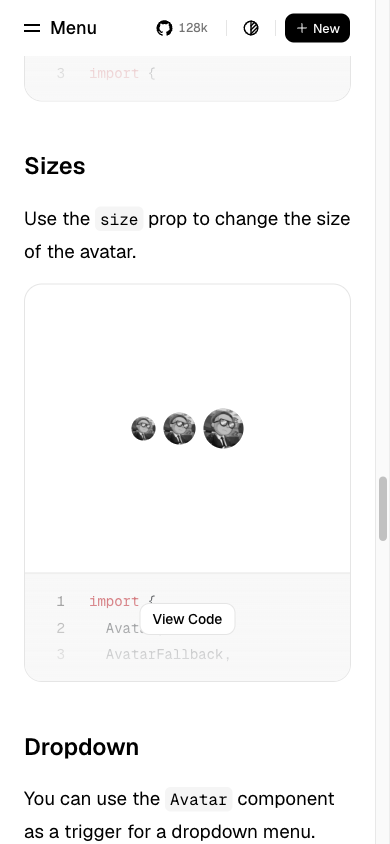 Menu 128k New
3 import {
Sizes
Use the size prop to change the size
of the avatar.
1 import {
2
View Code
3 AvatarFallback,
Dropdown
You can use the Avatar component
as a trigger for a dropdown menu.